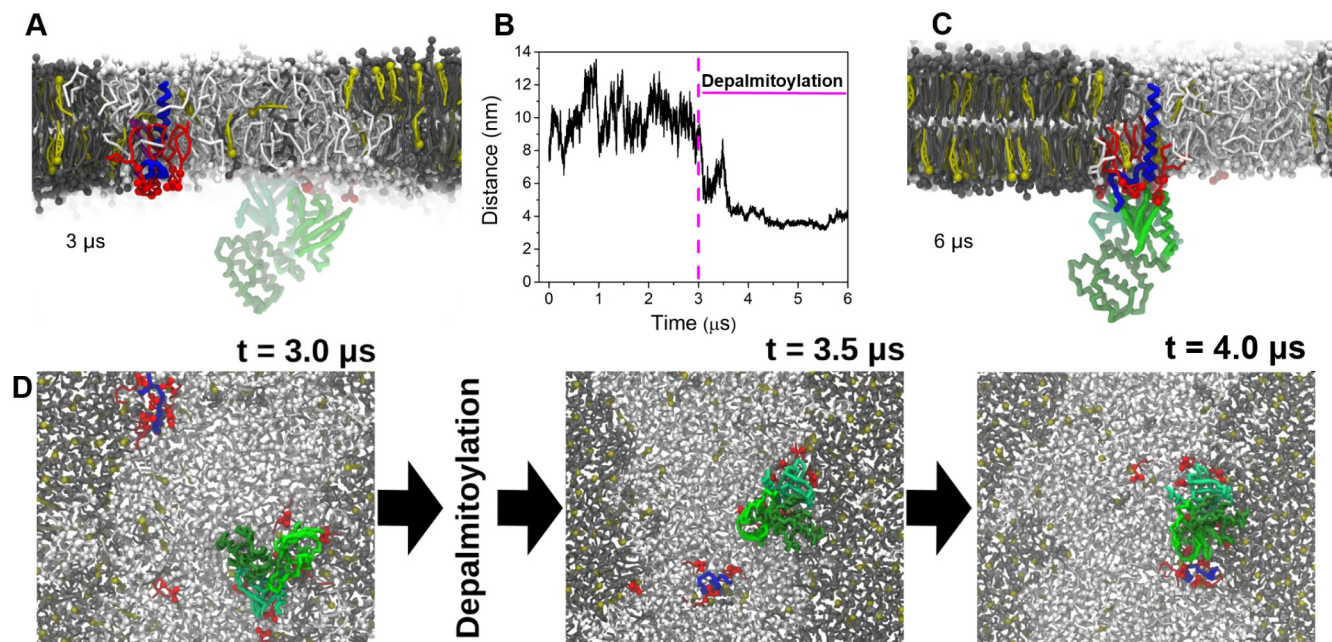 A
B
C
14
12
10
8
6
4
2
0
Distance (nm)
Depalmitoylation
0 1 2 3 4 5 6
Time (μs)
3 μs
6 μs
D
t = 3.0 μs
Depalmitoylation
t = 3.5 μs
t = 4.0 μs